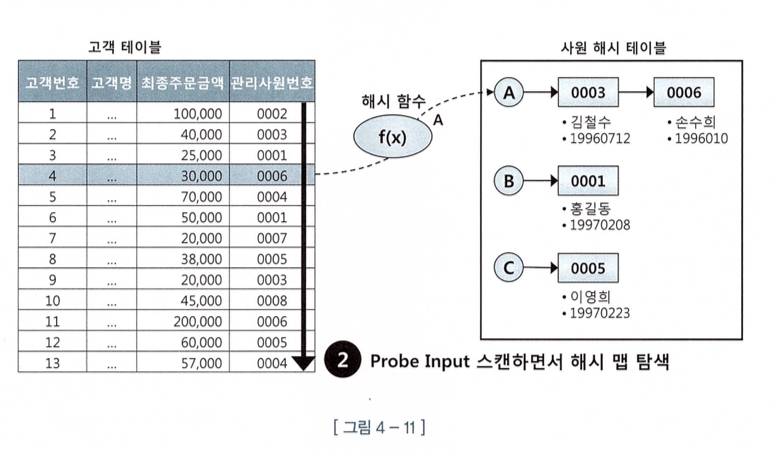 고객 테이블
고객번호 고객명 최종주문금액 관리사원번호
1 ... 100,000 0002
2 ... 40,000 0003
3 ... 25,000 0001
4 ... 30,000 0006
5 ... 70,000 0004
6 ... 50,000 0001
7 ... 20,000 0007
8 ... 38,000 0005
9 ... 20,000 0003
10 ... 45,000 0008
11 ... 200,000 0006
12 ... 60,000 0005
13 ... 57,000 0004
해시 함수
f(x)
A
사원 해시 테이블
A 0003 0006
• 김철수 • 손수희
• 19960712 • 1996010
B 0001
• 홍길동
• 19970208
C 0005
• 이영희
• 19970223
2 Probe Input 스캔하면서 해시 맵 탐색
[ 그림 4 – 11 ]